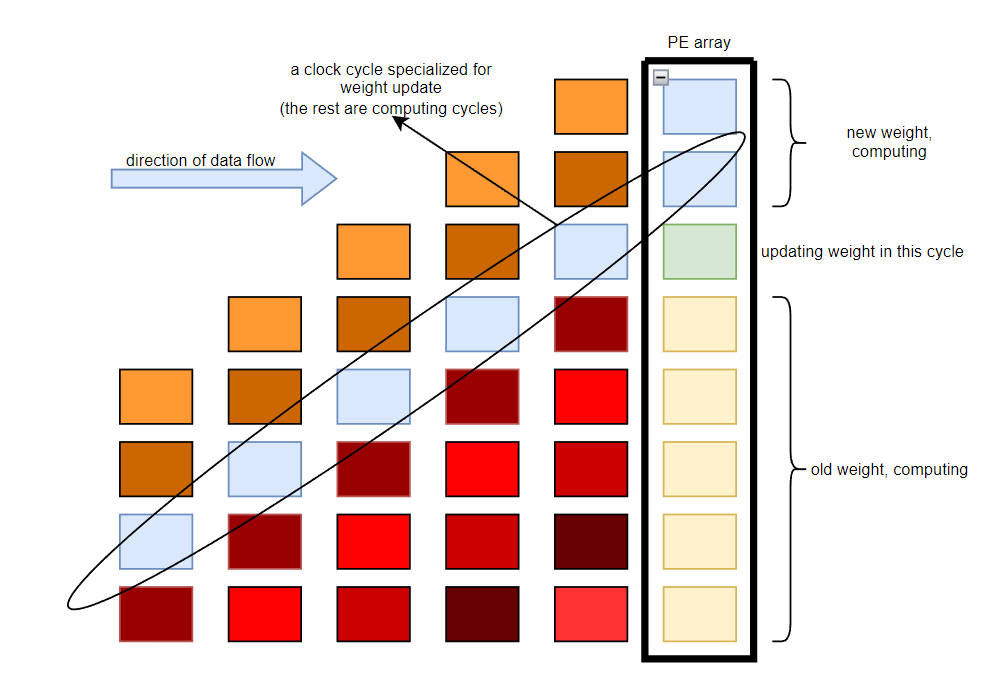 PE array
a clock cycle specialized for
weight update
(the rest are computing cycles)
direction of data flow
new weight,
computing
updating weight in this cycle
old weight, computing